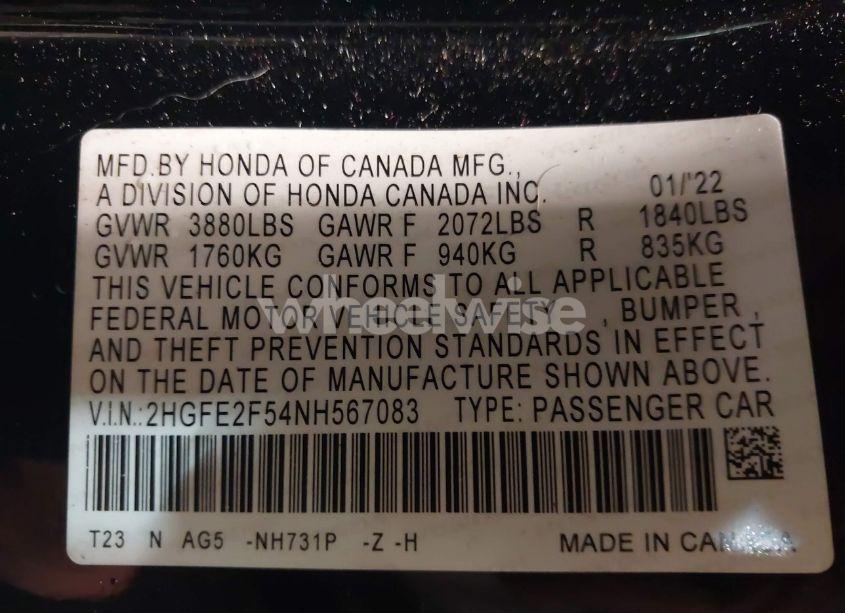 MFD.BY HONDA OF CANADA MFG.,
A DIVISION OF HONDA CANADA INC. 01/'22
GVWR 3880LBS GAWR F 2072LBS R 1840LBS
GVWR 1760KG GAWR F 940KG R 835KG
THIS VEHICLE CONFORMS TO ALL APPLICABLE
FEDERAL MOTOR VEHICLE SAFETY , BUMPER ,
wheelwise
AND THEFT PREVENTION STANDARDS IN EFFECT
ON THE DATE OF MANUFACTURE SHOWN ABOVE.
V.I.N.:2HGFE2F54NH567083 TYPE: PASSENGER CAR
T23 N AG5 -NH731P -Z -H MADE IN CANADA